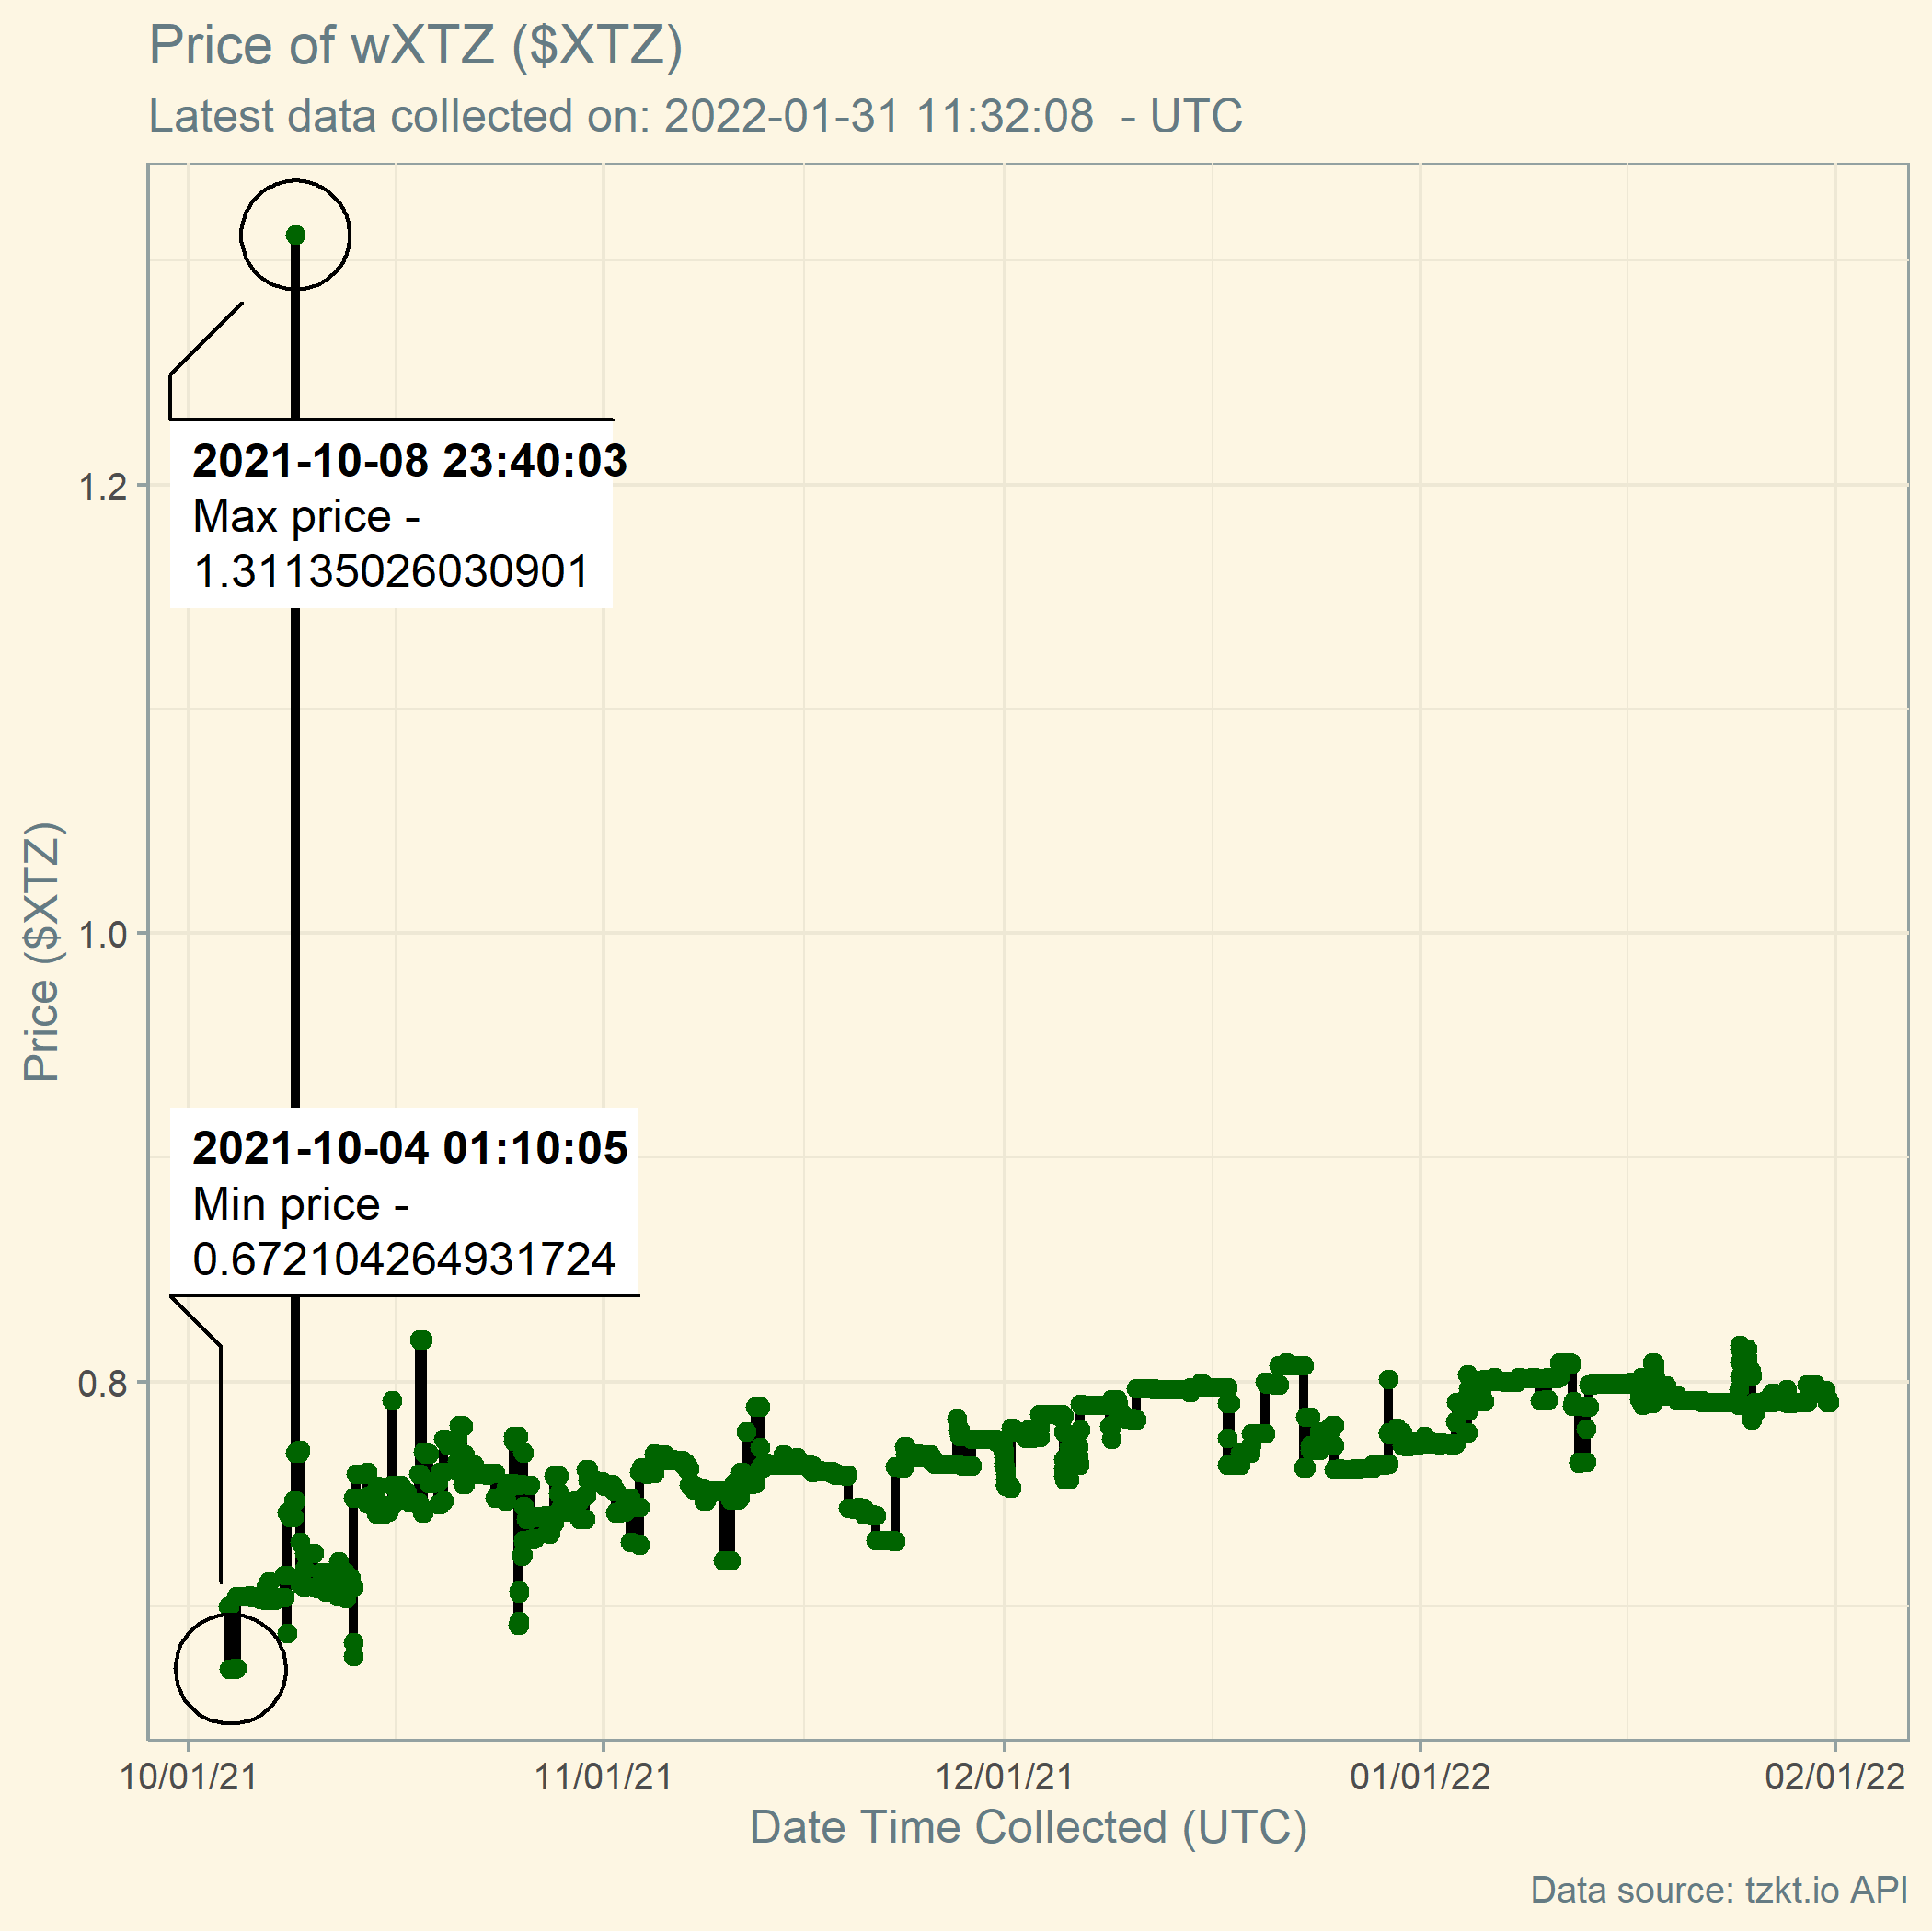 Price of wXTZ ($XTZ)
Latest data collected on: 2022-01-31 11:32:08 - UTC
2021-10-08 23:40:03
Max price -
1.31135026030901
1.2
1.0
Price ($XTZ)
2021-10-04 01:10:05
Min price -
0.672104264931724
0.8
10/01/21 11/01/21 12/01/21 01/01/22 02/01/22
Date Time Collected (UTC)
Data source: tzkt.io API